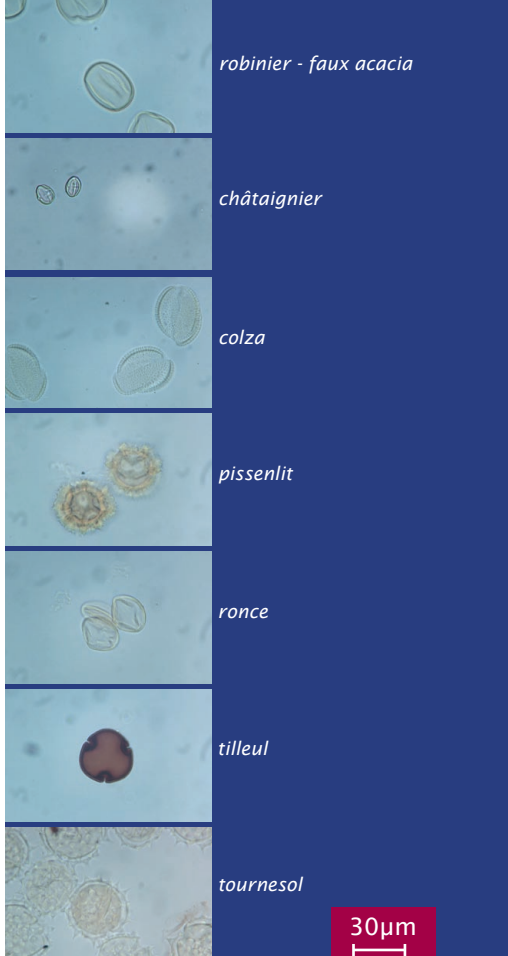 robinier - faux acacia
châtaignier
colza
pissenlit
ronce
tilleul
tournesol
30µm